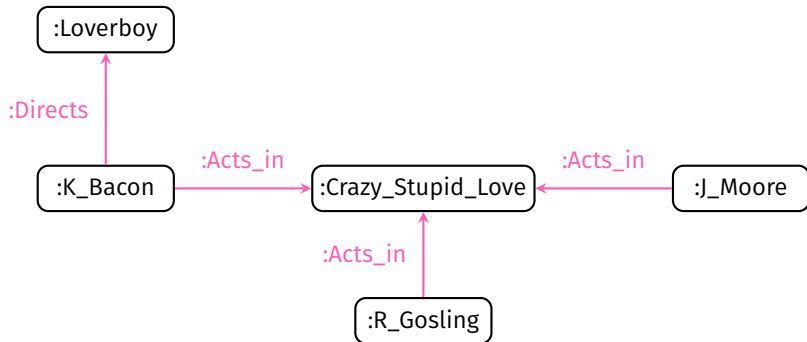 :Loverboy
:Directs
:Acts_in
:Acts_in
:K_Bacon
:Crazy_Stupid_Love
:J_Moore
:Acts_in
:R_Gosling